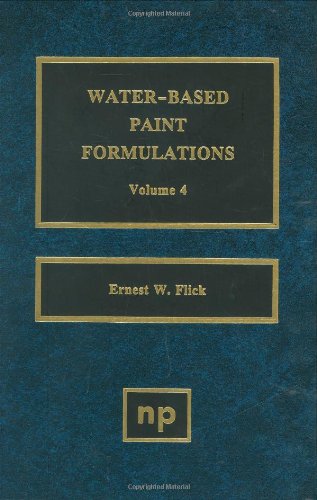 WATER-BASED
PAINT
FORMULATIONS
Volume 4
Ernest W. Flick
np